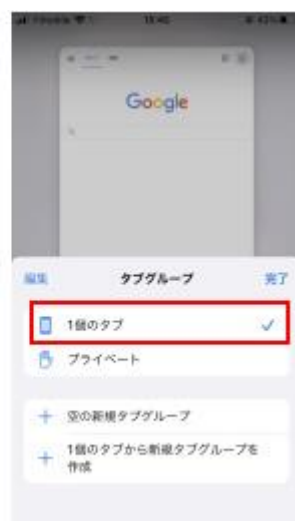 Google
編集 タブグループ 完了
1個のタブ
プライベート
空の新規タブグループ
1個のタブから新規タブグループを
作成